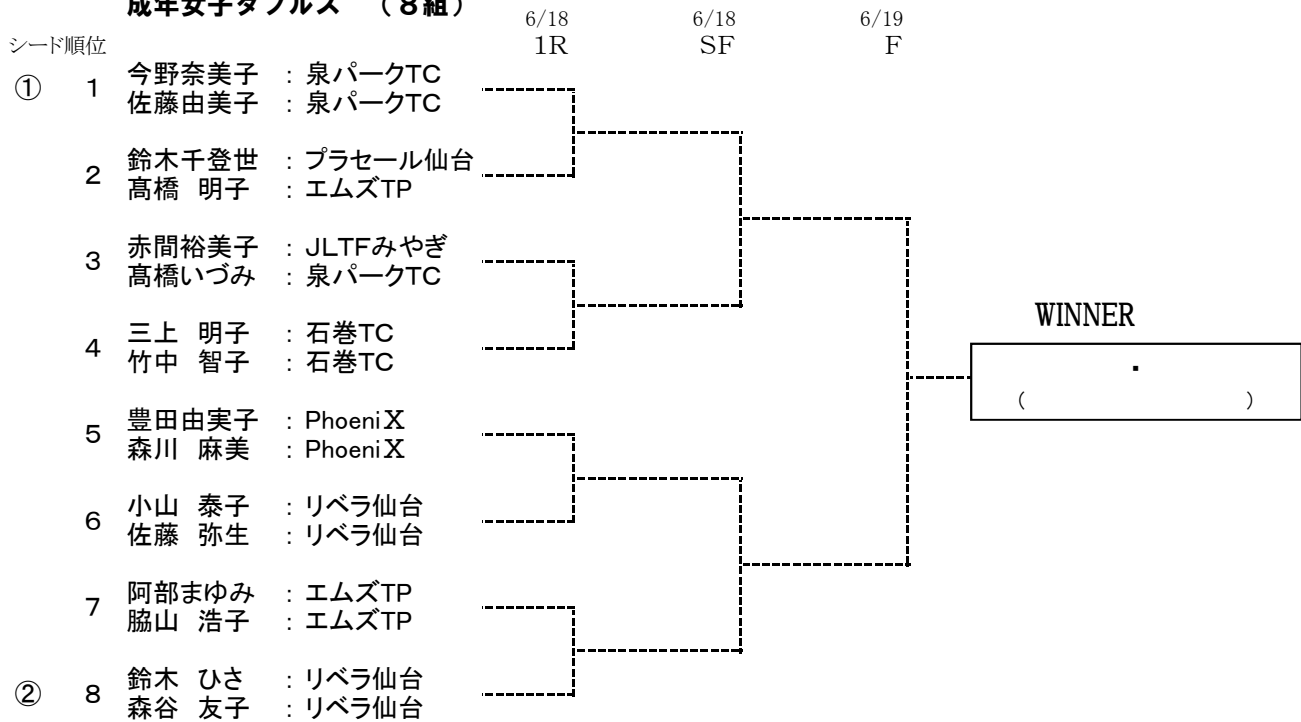 成年女子ダブルス　（８組）
6/18 6/18 6/19
シード順位 1R SF F
① 1 今野奈美子 : 泉パークTC
佐藤由美子 : 泉パークTC
2 鈴木千登世 : プラセール仙台
髙橋　明子 : エムズTP
3 赤間裕美子 : JLTFみやぎ
髙橋いづみ : 泉パークTC
4 三上　明子 : 石巻TC
竹中　智子 : 石巻TC
WINNER
・
(　　　　　)
5 豊田由実子 : PhoeniX
森川　麻美 : PhoeniX
6 小山　泰子 : リベラ仙台
佐藤　弥生 : リベラ仙台
7 阿部まゆみ : エムズTP
脇山　浩子 : エムズTP
② 8 鈴木　ひさ : リベラ仙台
森谷　友子 : リベラ仙台